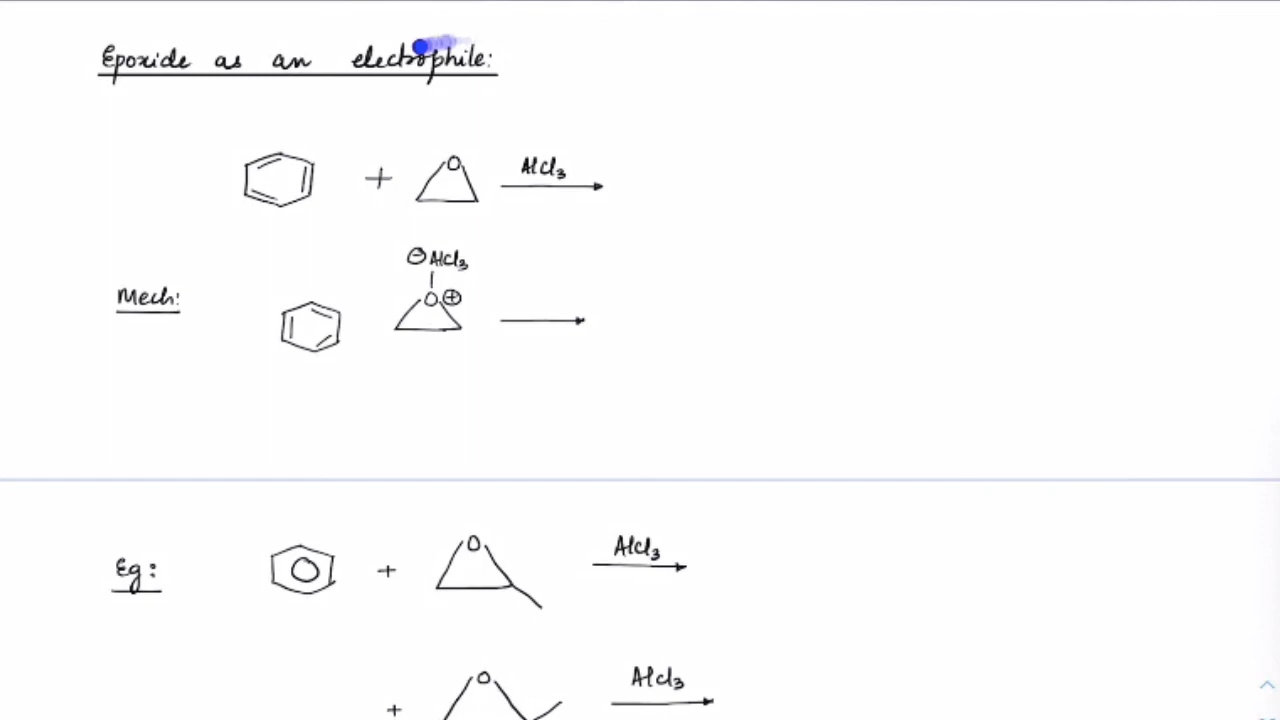 Epoxide as an electrophile:
+ O AlCl3
⊖AlCl3
Mech: O⊕
Eg: + O AlCl3
+ O AlCl3